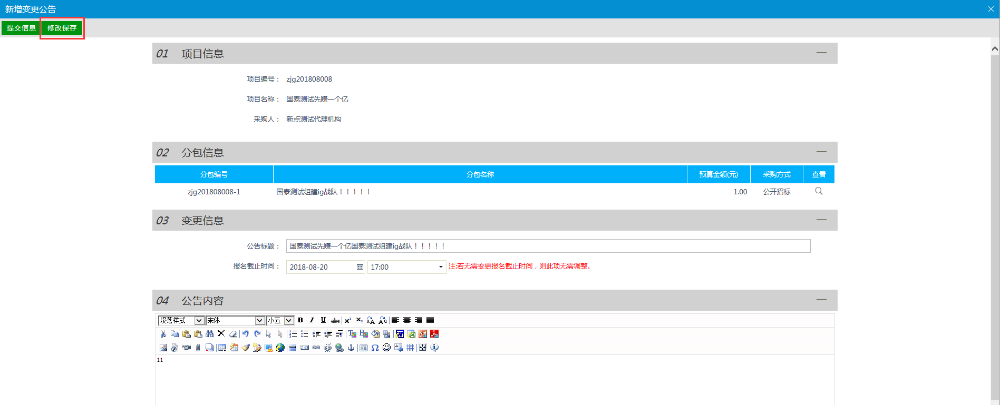 新增变更公告
提交信息 修改保存
01 项目信息
项目编号： zjg201808008
项目名称： 国泰测试先赚一个亿
采购人： 新点测试代理机构
02 分包信息
分包编号 分包名称 预算金额(元) 采购方式 查看
zjg201808008-1 国泰测试组建ig战队！！！！！ 1.00 公开招标
03 变更信息
公告标题： 国泰测试先赚一个亿国泰测试组建ig战队！！！！！
报名截止时间： 2018-08-20 17:00 注:若无需变更报名截止时间，则此项无需调整。
04 公告内容
段落样式 宋体 小五 B I U abc
11